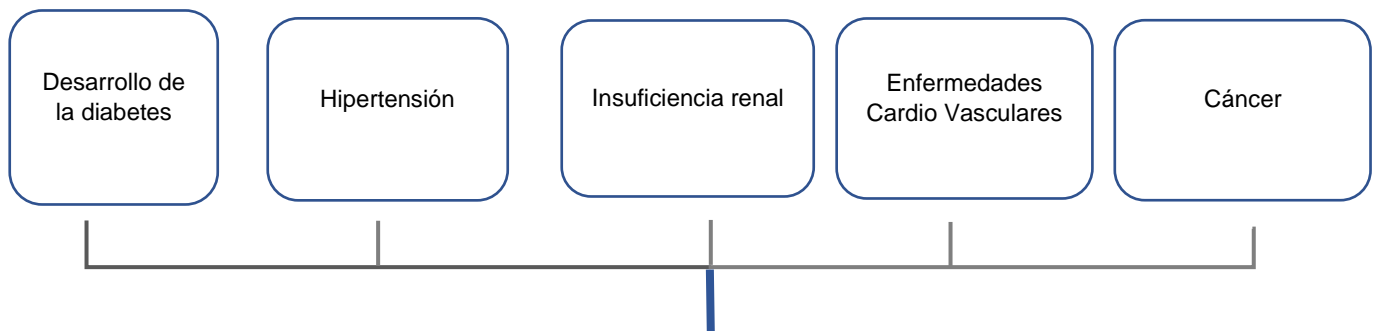 Desarrollo de
la diabetes
Hipertensión
Insuficiencia renal
Enfermedades
Cardio Vasculares
Cáncer